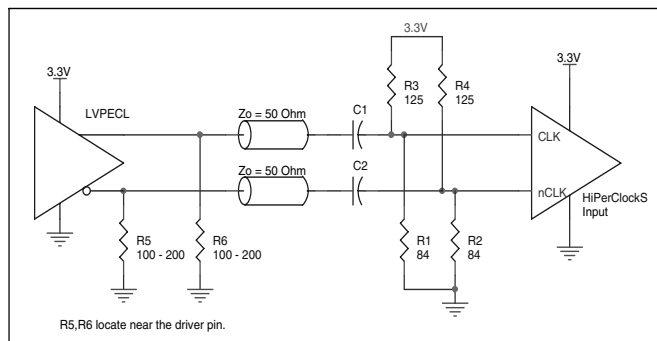 3.3V
3.3V
3.3V
LVPECL
R3
125
R4
125
Zo = 50 Ohm
C1
CLK
Zo = 50 Ohm
C2
nCLK
HiPerClockS
Input
R5
100 - 200
R6
100 - 200
R1
84
R2
84
R5,R6 locate near the driver pin.